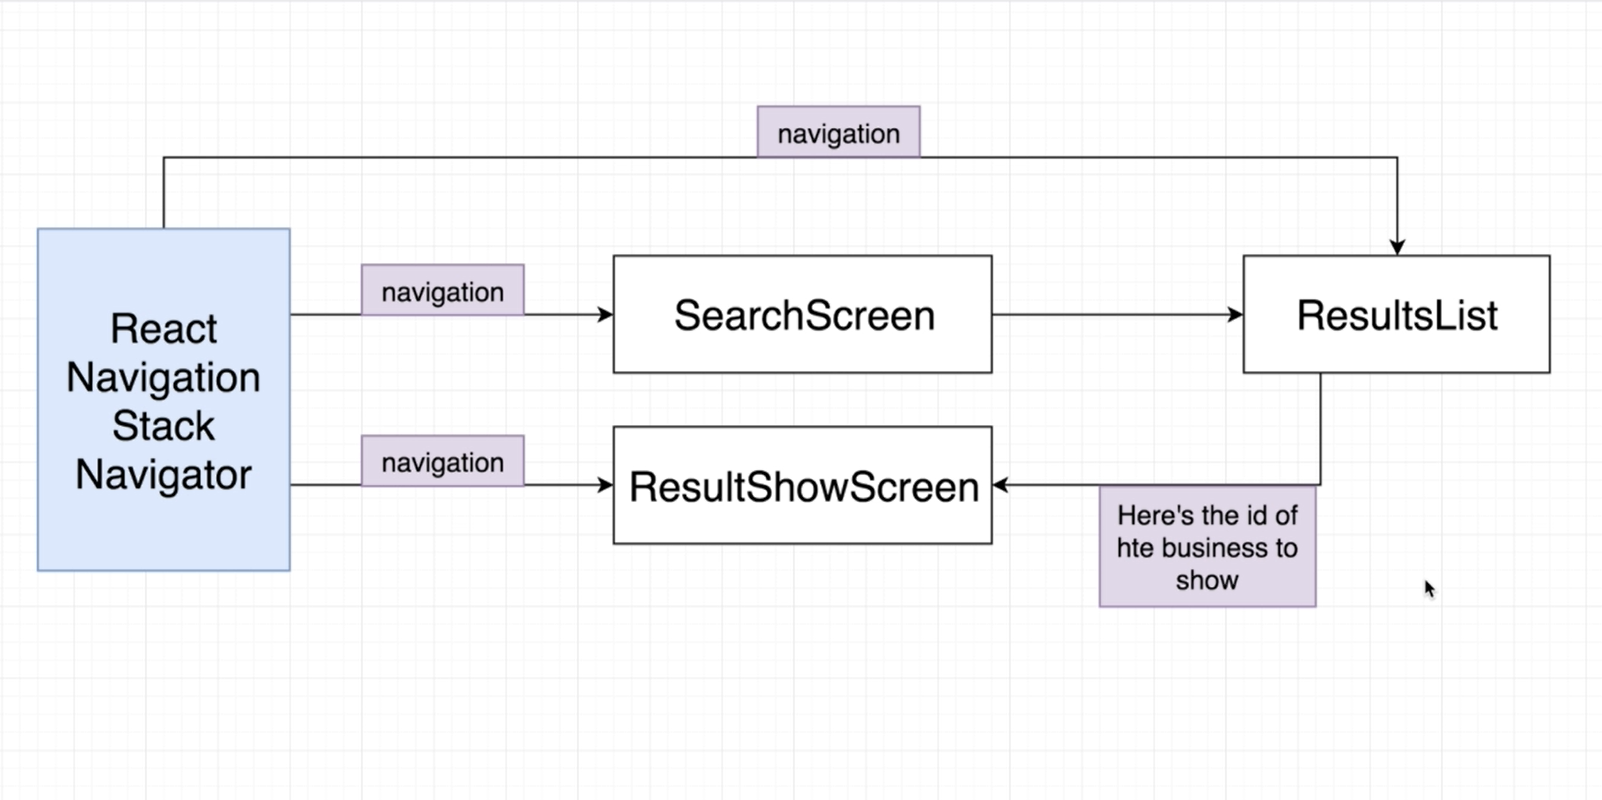 navigation
navigation
SearchScreen
ResultsList
React
Navigation
Stack
Navigator
navigation
ResultShowScreen
Here's the id of
hte business to
show